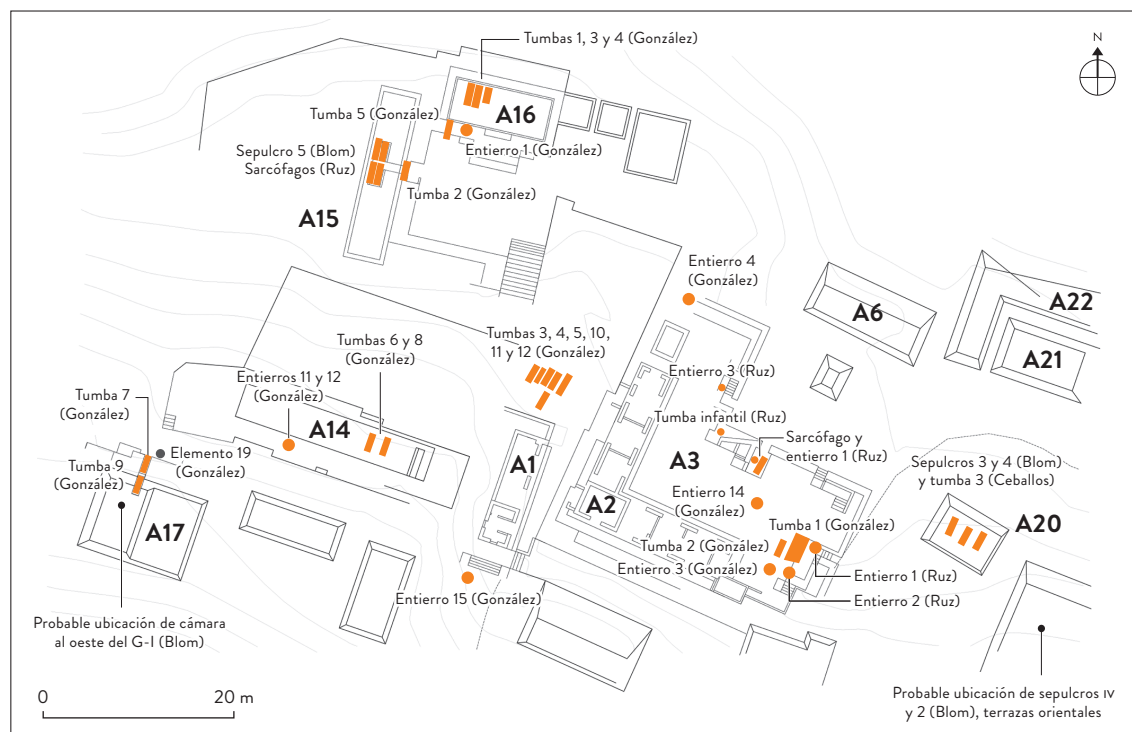 N
Tumbas 1, 3 y 4 (González)
A16
Tumba 5 (González)
Entierro 1 (González)
Sepulcro 5 (Blom)
Sarcófagos (Ruz)
Tumba 2 (González)
A15
Entierro 4
(González)
A6
A22
A21
Tumbas 3, 4, 5, 10,
11 y 12 (González)
Tumbas 6 y 8
(González)
Entierros 11 y 12
(González)
Entierro 3 (Ruz)
Tumba 7
(González)
A14
Tumba infantil (Ruz)
Elemento 19
(González)
Tumba 9
(González)
A1
A3
Sarcófago y
entierro 1 (Ruz)
Sepulcros 3 y 4 (Blom)
y tumba 3 (Ceballos)
A2
Entierro 14
(González)
A17
A20
Tumba 1 (González)
Tumba 2 (González)
Entierro 3 (González)
Entierro 1 (Ruz)
Entierro 2 (Ruz)
Entierro 15 (González)
Probable ubicación de cámara
al oeste del G-I (Blom)
0
20 m
Probable ubicación de sepulcros IV
y 2 (Blom), terrazas orientales